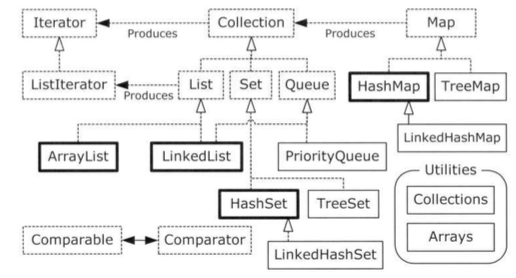 Iterator
Collection
Map
Produces
Produces
ListIterator
Produces
List
Set
Queue
HashMap
TreeMap
LinkedHashMap
ArrayList
LinkedList
PriorityQueue
Utilities
Collections
Arrays
HashSet
TreeSet
Comparable
Comparator
LinkedHashSet